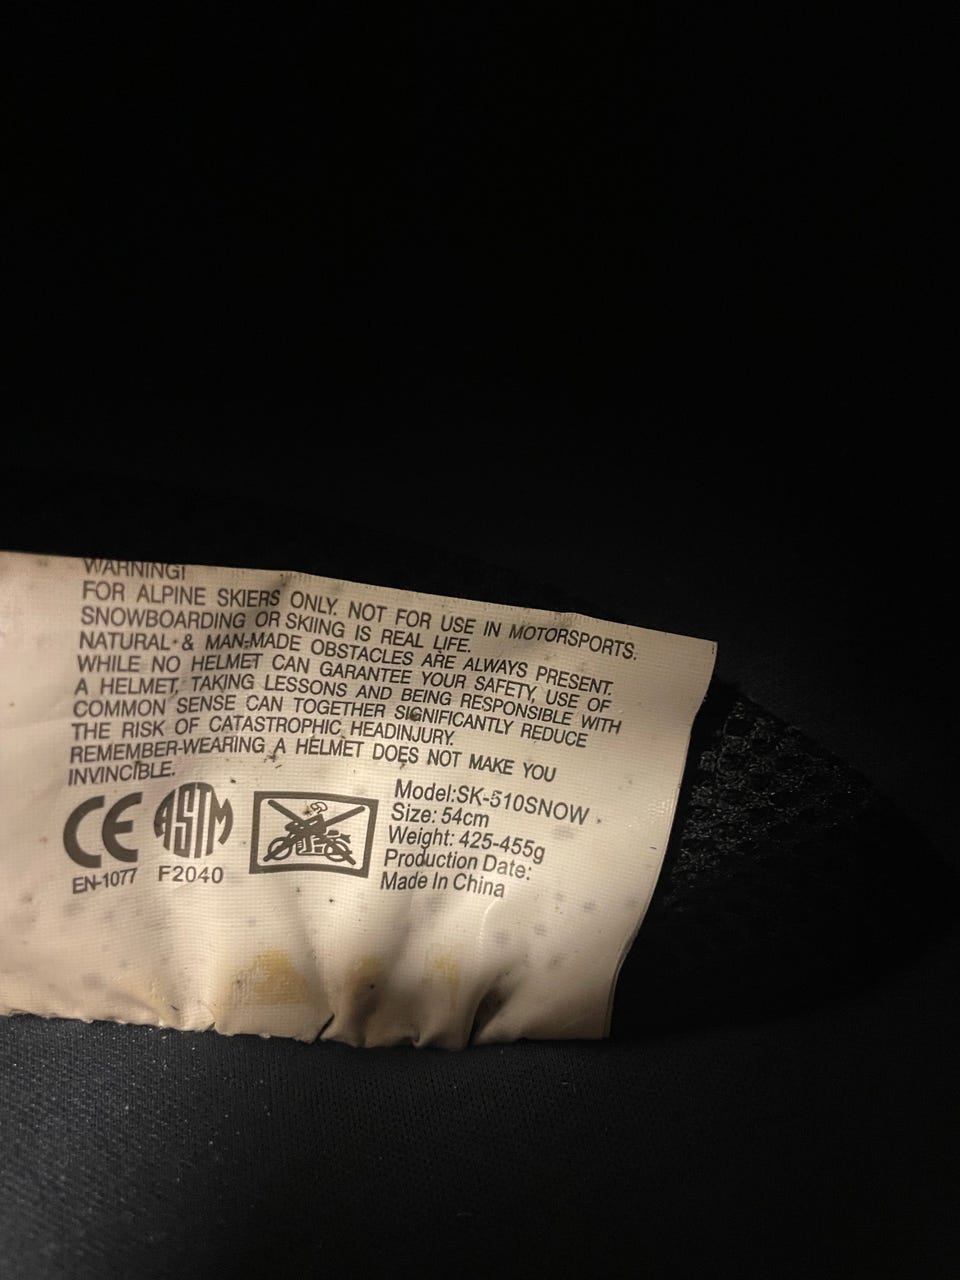 WARNING!
FOR ALPINE SKIERS ONLY. NOT FOR USE IN MOTORSPORTS.
SNOWBOARDING OR SKIING IS REAL LIFE.
NATURAL & MAN-MADE OBSTACLES ARE ALWAYS PRESENT.
WHILE NO HELMET CAN GARANTEE YOUR SAFETY, USE OF
A HELMET, TAKING LESSONS AND BEING RESPONSIBLE WITH
COMMON SENSE CAN TOGETHER SIGNIFICANTLY REDUCE
THE RISK OF CATASTROPHIC HEADINJURY.
REMEMBER-WEARING A HELMET DOES NOT MAKE YOU
INVINCIBLE.
CE
EN-1077
ASTM
F2040
Model:SK-510SNOW
Size: 54cm
Weight: 425-455g
Production Date:
Made In China